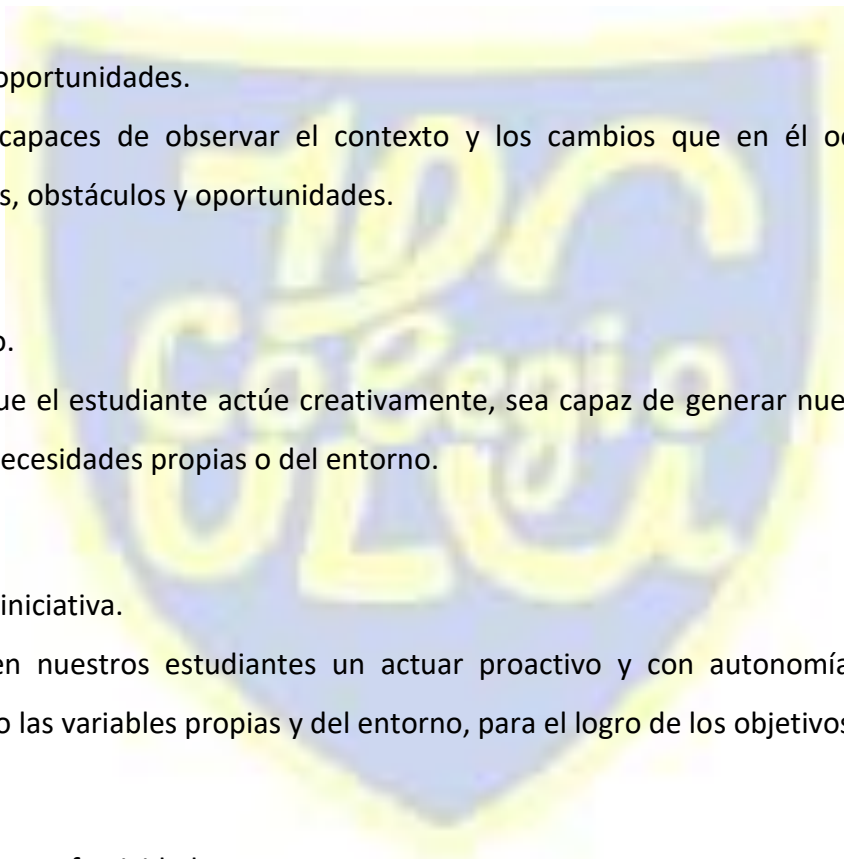 oportunidades.
capaces de observar el contexto y los cambios que en él
s, obstáculos y oportunidades.
o.
ue el estudiante actúe creativamente, sea capaz de generar
ecesidades propias o del entorno.
iniciativa.
en nuestros estudiantes un actuar proactivo y con autonomía
o las variables propias y del entorno, para el logro de los objetivos
Colegio